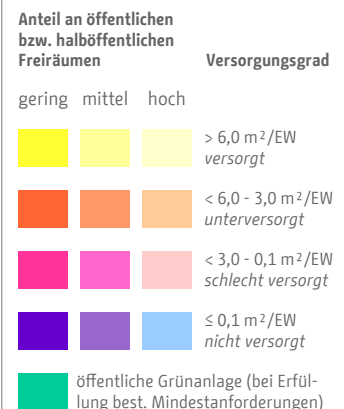 Anteil an öffentlichen
bzw. halböffentlichen
Freiräumen
Versorgungsgrad
gering mittel hoch
> 6,0 m²/EW
versorgt
< 6,0 - 3,0 m²/EW
unterversorgt
< 3,0 - 0,1 m²/EW
schlecht versorgt
≤ 0,1 m²/EW
nicht versorgt
öffentliche Grünanlage (bei Erfül-
lung best. Mindestanforderungen)